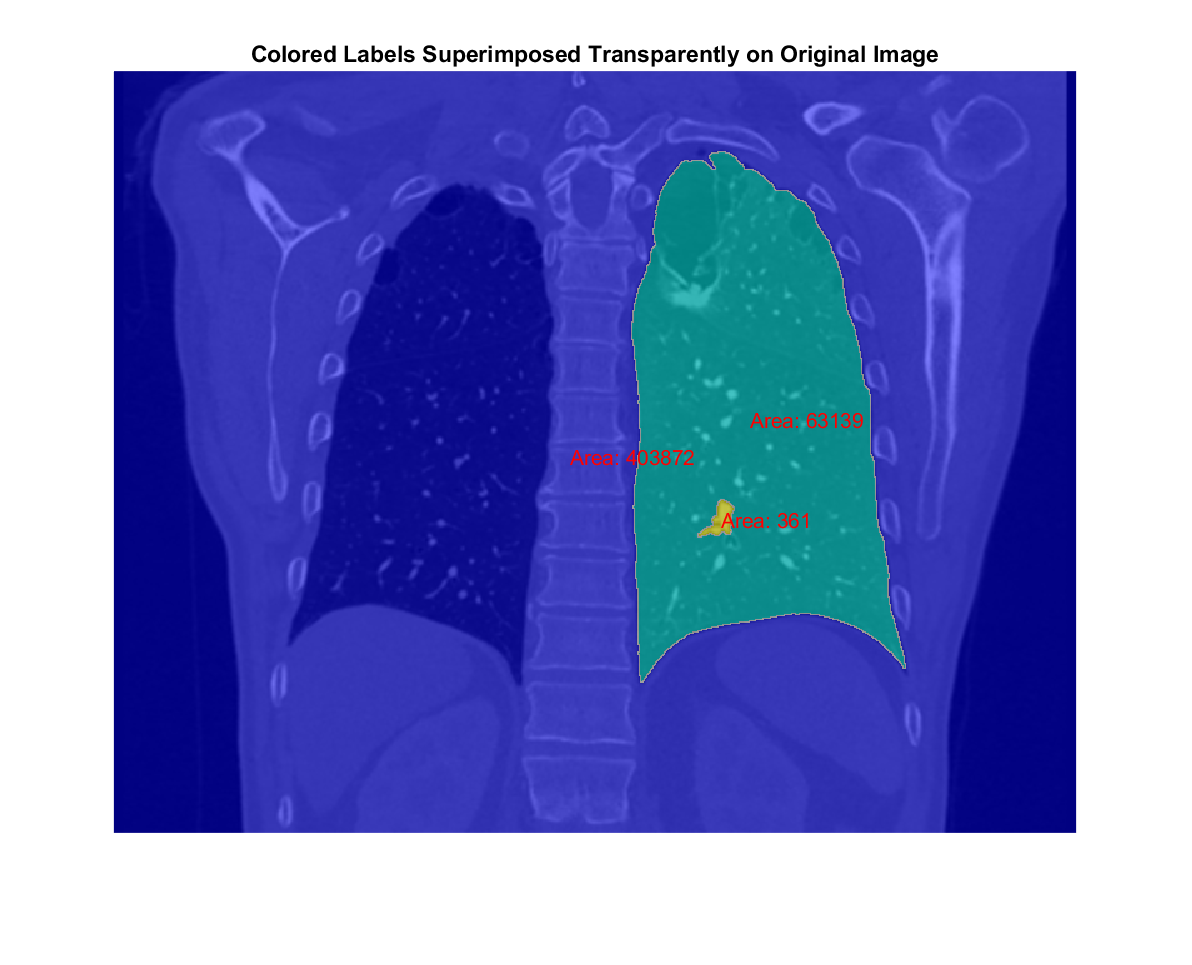 Colored Labels Superimposed Transparently on Original Image
Area: 63139
Area: 403872
Area: 361